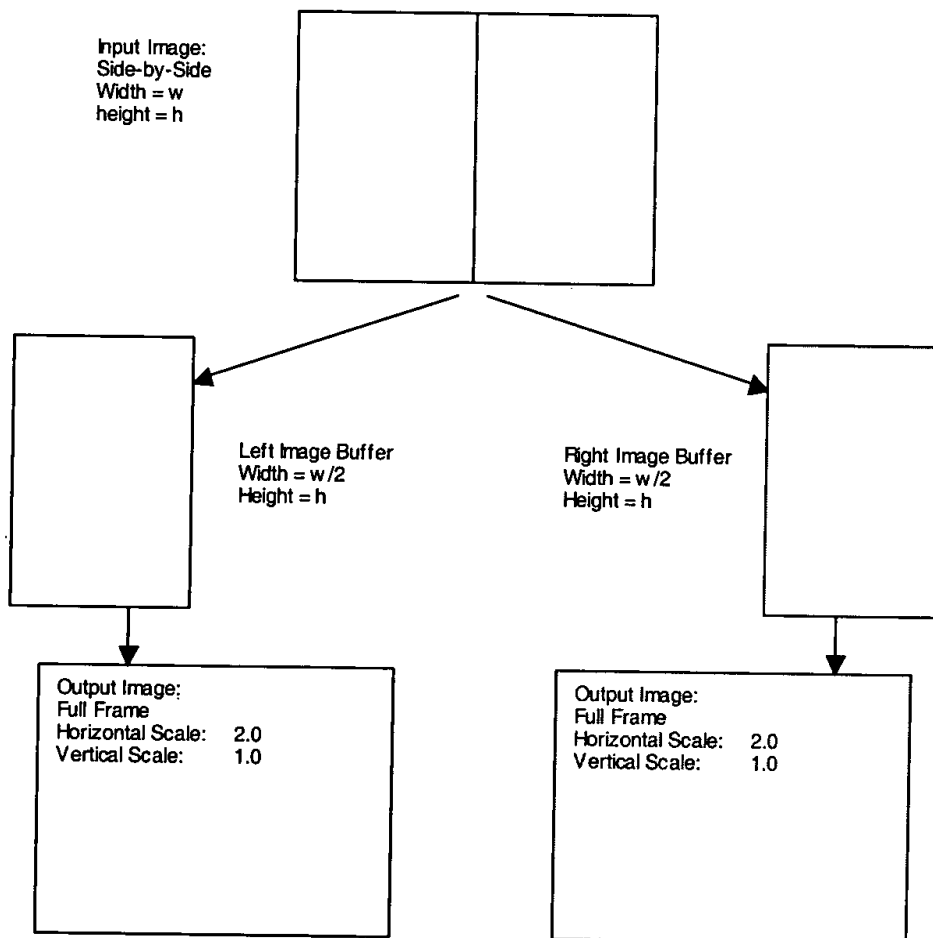 Input Image:
Side-by-Side
Width = w
height = h
Left Image Buffer
Width = w/2
Height = h
Right Image Buffer
Width = w/2
Height = h
Output Image:
Full Frame
Horizontal Scale: 2.0
Vertical Scale: 1.0
Output Image:
Full Frame
Horizontal Scale: 2.0
Vertical Scale: 1.0